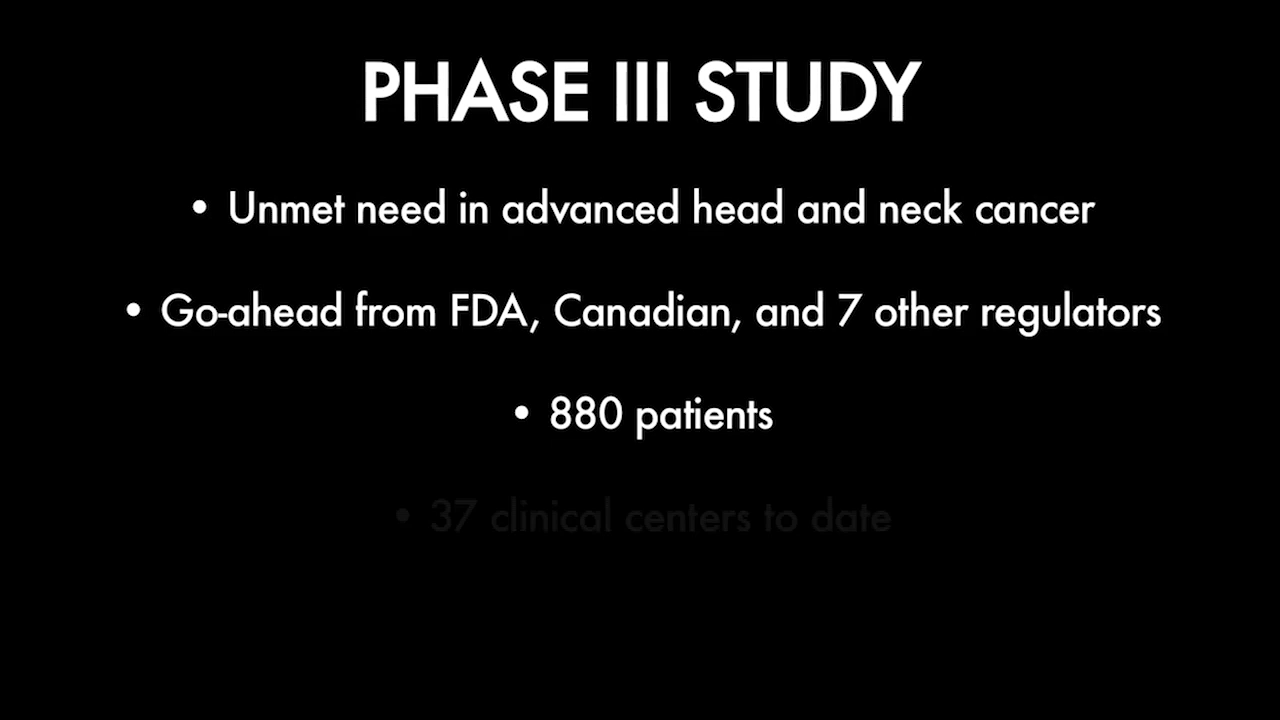 PHASE III STUDY
• Unmet need in advanced head and neck cancer
• Go-ahead from FDA, Canadian, and 7 other regulators
• 880 patients
• 37 clinical centers to date